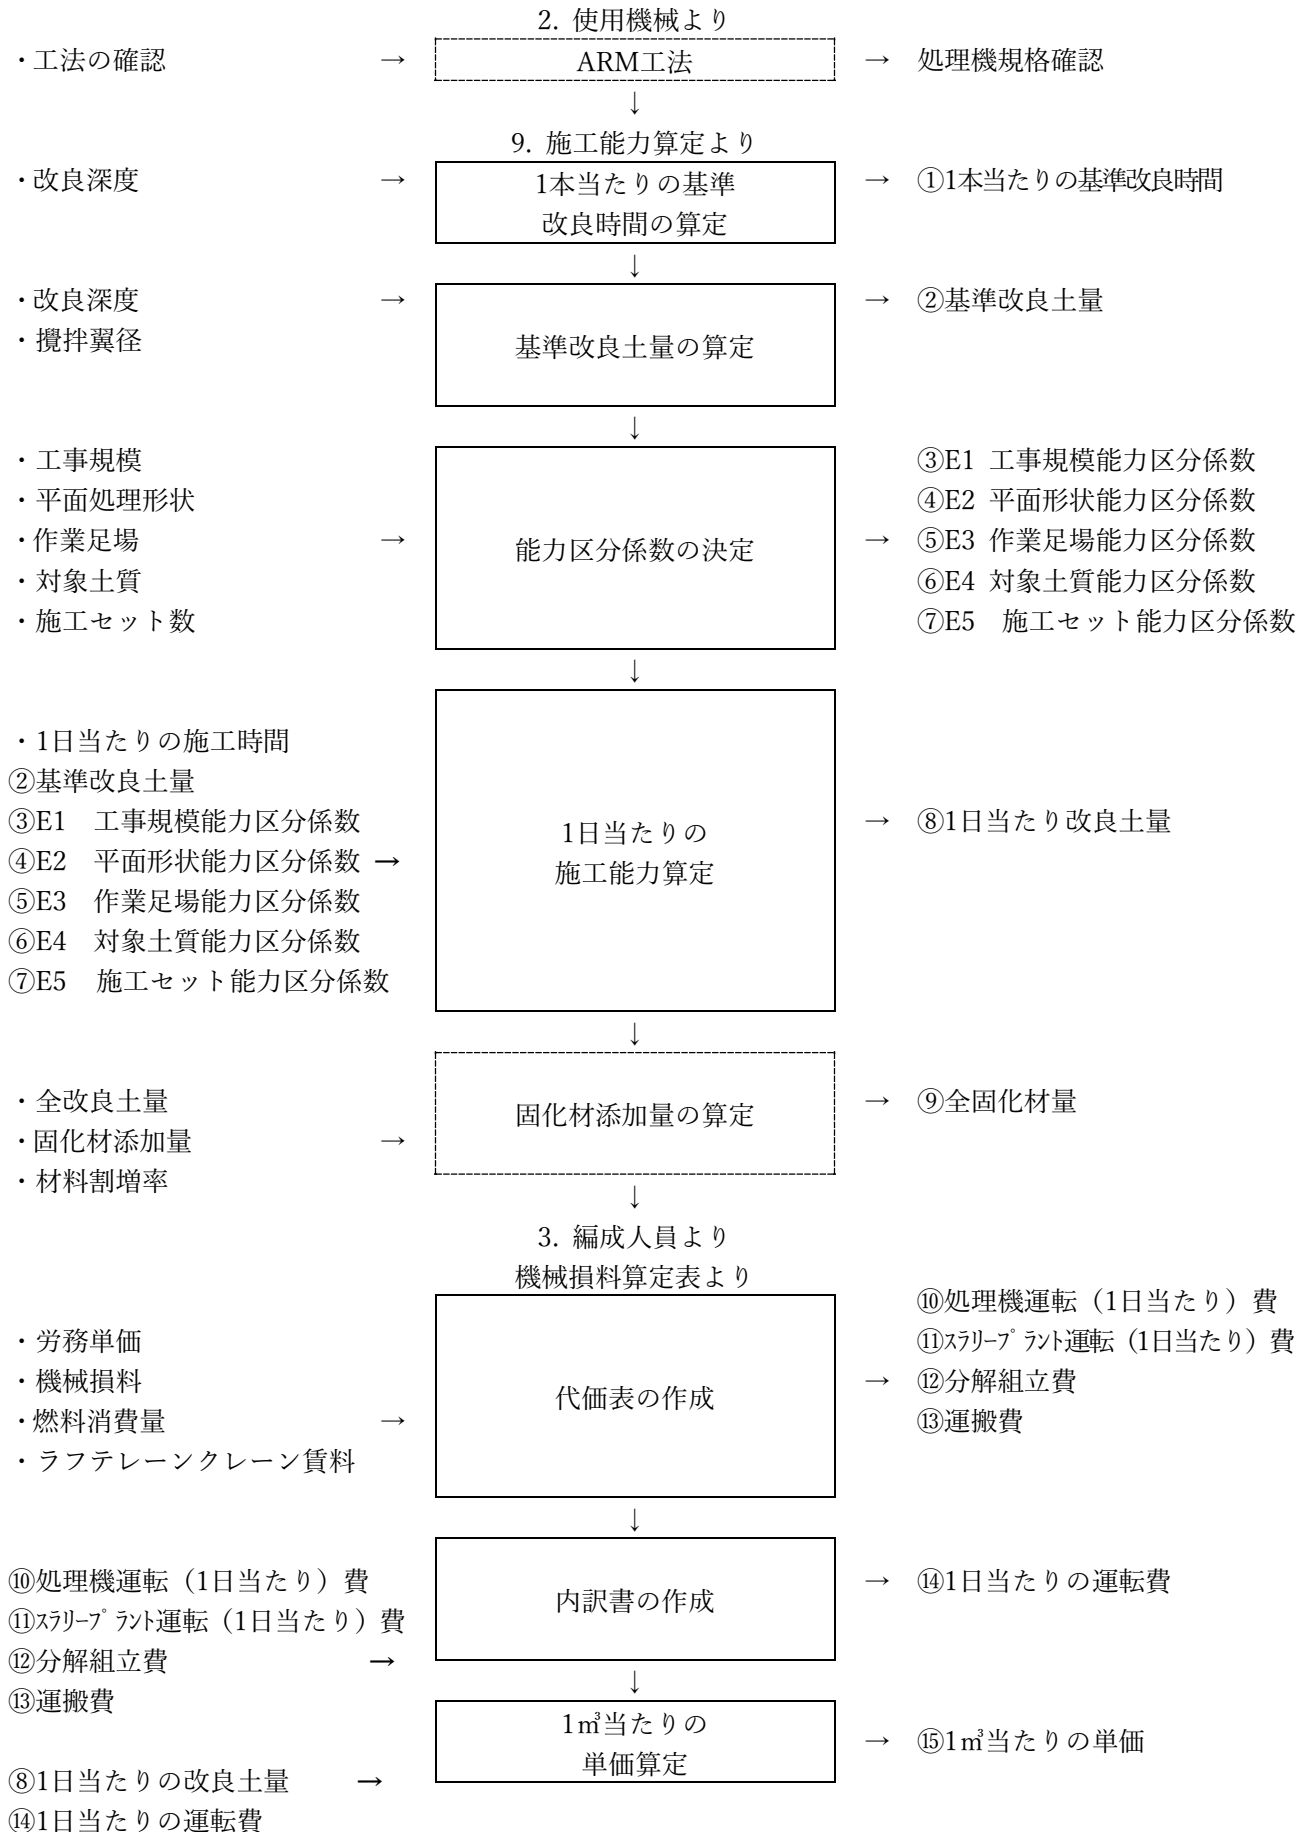 2. 使用機械より
・工法の確認 → ARM工法 → 処理機規格確認
↓
9. 施工能力算定より
・改良深度 → 1本当たりの基準 → ①1本当たりの基準改良時間
改良時間の算定
↓
・改良深度 → → ②基準改良土量
・攪拌翼径
基準改良土量の算定
↓
・工事規模 ③E1 工事規模能力区分係数
・平面処理形状 ④E2 平面形状能力区分係数
・作業足場 → 能力区分係数の決定 → ⑤E3 作業足場能力区分係数
・対象土質 ⑥E4 対象土質能力区分係数
・施工セット数 ⑦E5 施工セット能力区分係数
↓
・1日当たりの施工時間
②基準改良土量
③E1 工事規模能力区分係数 1日当たりの → ⑧1日当たり改良土量
④E2 平面形状能力区分係数 → 施工能力算定
⑤E3 作業足場能力区分係数
⑥E4 対象土質能力区分係数
⑦E5 施工セット能力区分係数
↓
・全改良土量 固化材添加量の算定 → ⑨全固化材量
・固化材添加量 →
・材料割増率
↓
3. 編成人員より
機械損料算定表より
⑩処理機運転（1日当たり）費
・労務単価 ⑪ｽﾗﾘｰﾌﾟﾗﾝﾄ運転（1日当たり）費
・機械損料 代価表の作成 → ⑫分解組立費
・燃料消費量 → ⑬運搬費
・ラフテレーンクレーン賃料
↓
⑩処理機運転（1日当たり）費 内訳書の作成 → ⑭1日当たりの運転費
⑪ｽﾗﾘｰﾌﾟﾗﾝﾄ運転（1日当たり）費
⑫分解組立費 →
↓
⑬運搬費
1㎥当たりの → ⑮1㎥当たりの単価
単価算定
⑧1日当たりの改良土量 →
⑭1日当たりの運転費